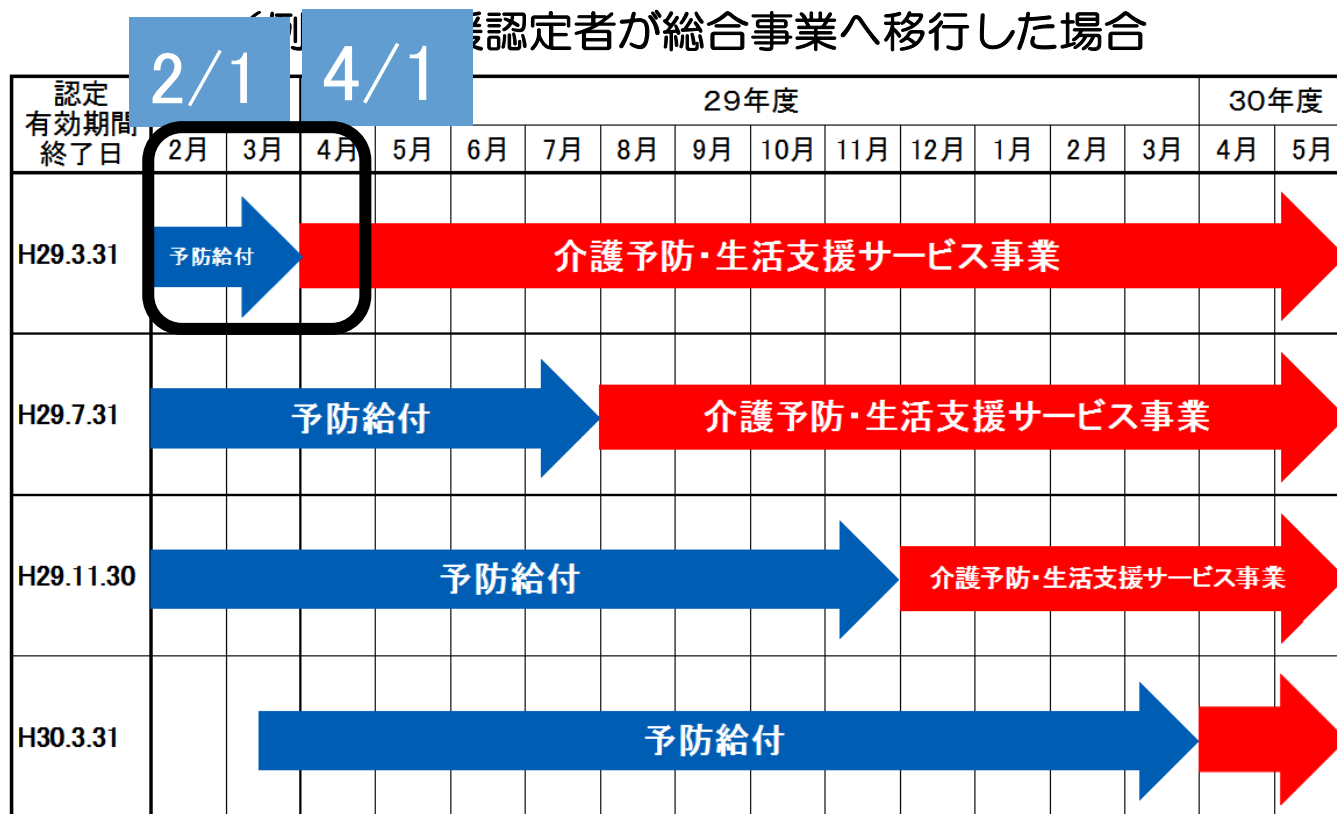 (例 援認定者が総合事業へ移行した場合
2/1 4/1
認定
有効期間
終了日
29年度 30年度
2月 3月 4月 5月 6月 7月 8月 9月 10月 11月 12月 1月 2月 3月 4月 5月
H29.3.31 予防給付 介護予防・生活支援サービス事業
H29.7.31 予防給付 介護予防・生活支援サービス事業
H29.11.30 予防給付 介護予防・生活支援サービス事業
H30.3.31 予防給付